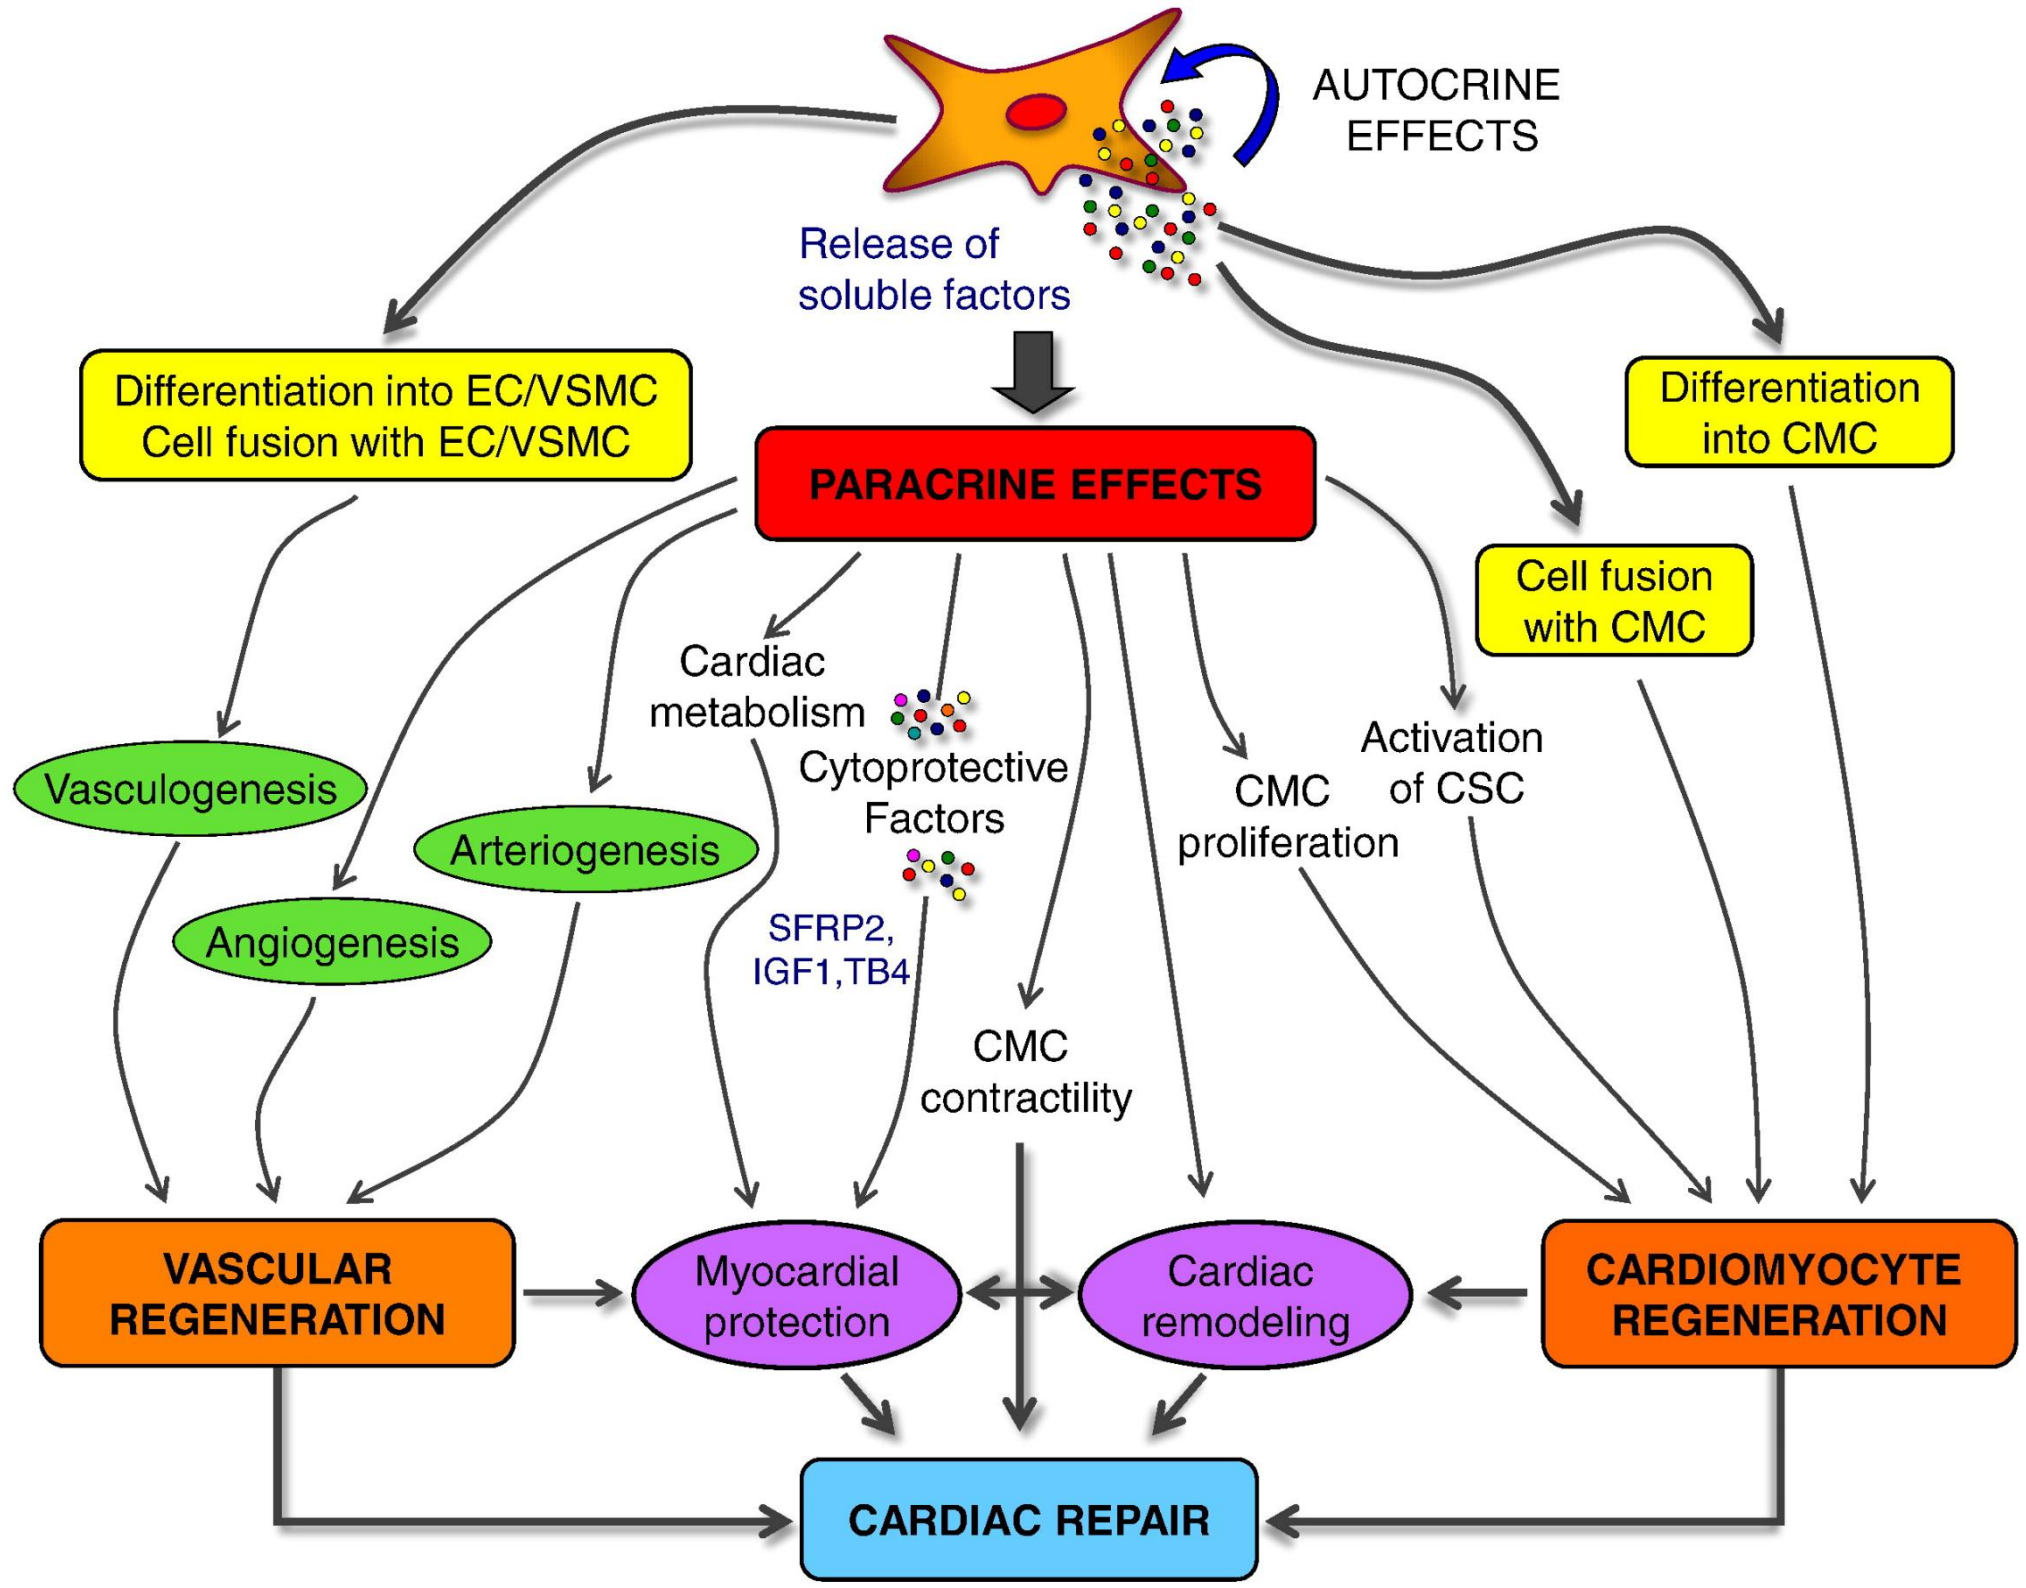 AUTOCRINE
EFFECTS
Release of
soluble factors
Differentiation into EC/VSMC
Cell fusion with EC/VSMC
PARACRINE EFFECTS
Differentiation
into CMC
Cell fusion
with CMC
Cardiac
metabolism
Cytoprotective
Factors
Activation
of CSC
CMC
proliferation
Vasculogenesis
Arteriogenesis
Angiogenesis
SFRP2,
IGF1,TB4
CMC
contractility
VASCULAR
REGENERATION
Myocardial
protection
Cardiac
remodeling
CARDIOMYOCYTE
REGENERATION
CARDIAC REPAIR